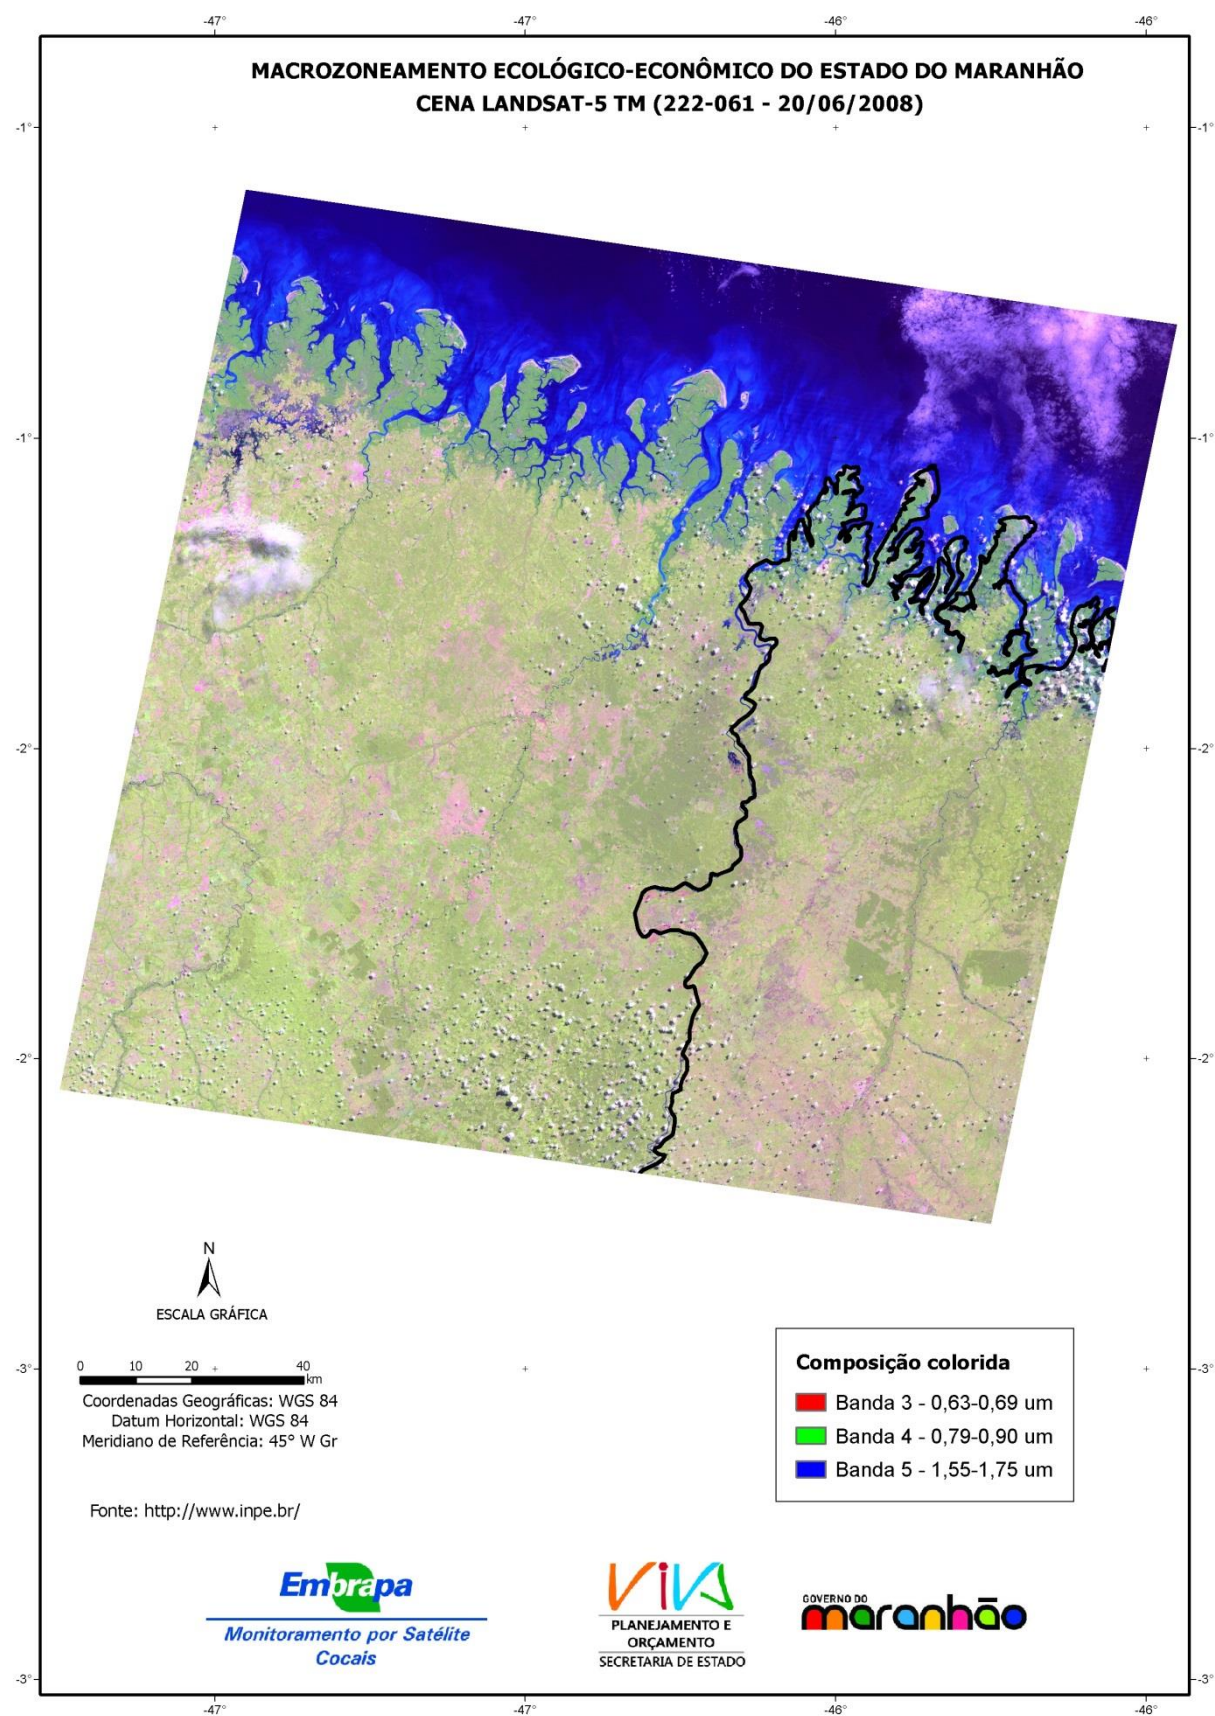 -47° -47° -46° -46°
MACROZONEAMENTO ECOLÓGICO-ECONÔMICO DO ESTADO DO MARANHÃO
CENA LANDSAT-5 TM (222-061 - 20/06/2008)
-1° -1°
-1° -1°
-2° -2°
-2° -2°
N
ESCALA GRÁFICA
-3° -3°
0 10 20 40
km
Coordenadas Geográficas: WGS 84
Datum Horizontal: WGS 84
Meridiano de Referência: 45° W Gr
Composição colorida
Banda 3 - 0,63-0,69 um
Banda 4 - 0,79-0,90 um
Banda 5 - 1,55-1,75 um
Fonte: http://www.inpe.br/
Embrapa
Monitoramento por Satélite
Cocais
ViVA
PLANEJAMENTO E
ORÇAMENTO
SECRETARIA DE ESTADO
GOVERNO DO
maranhão
-3° -3°
-47° -47° -46° -46°